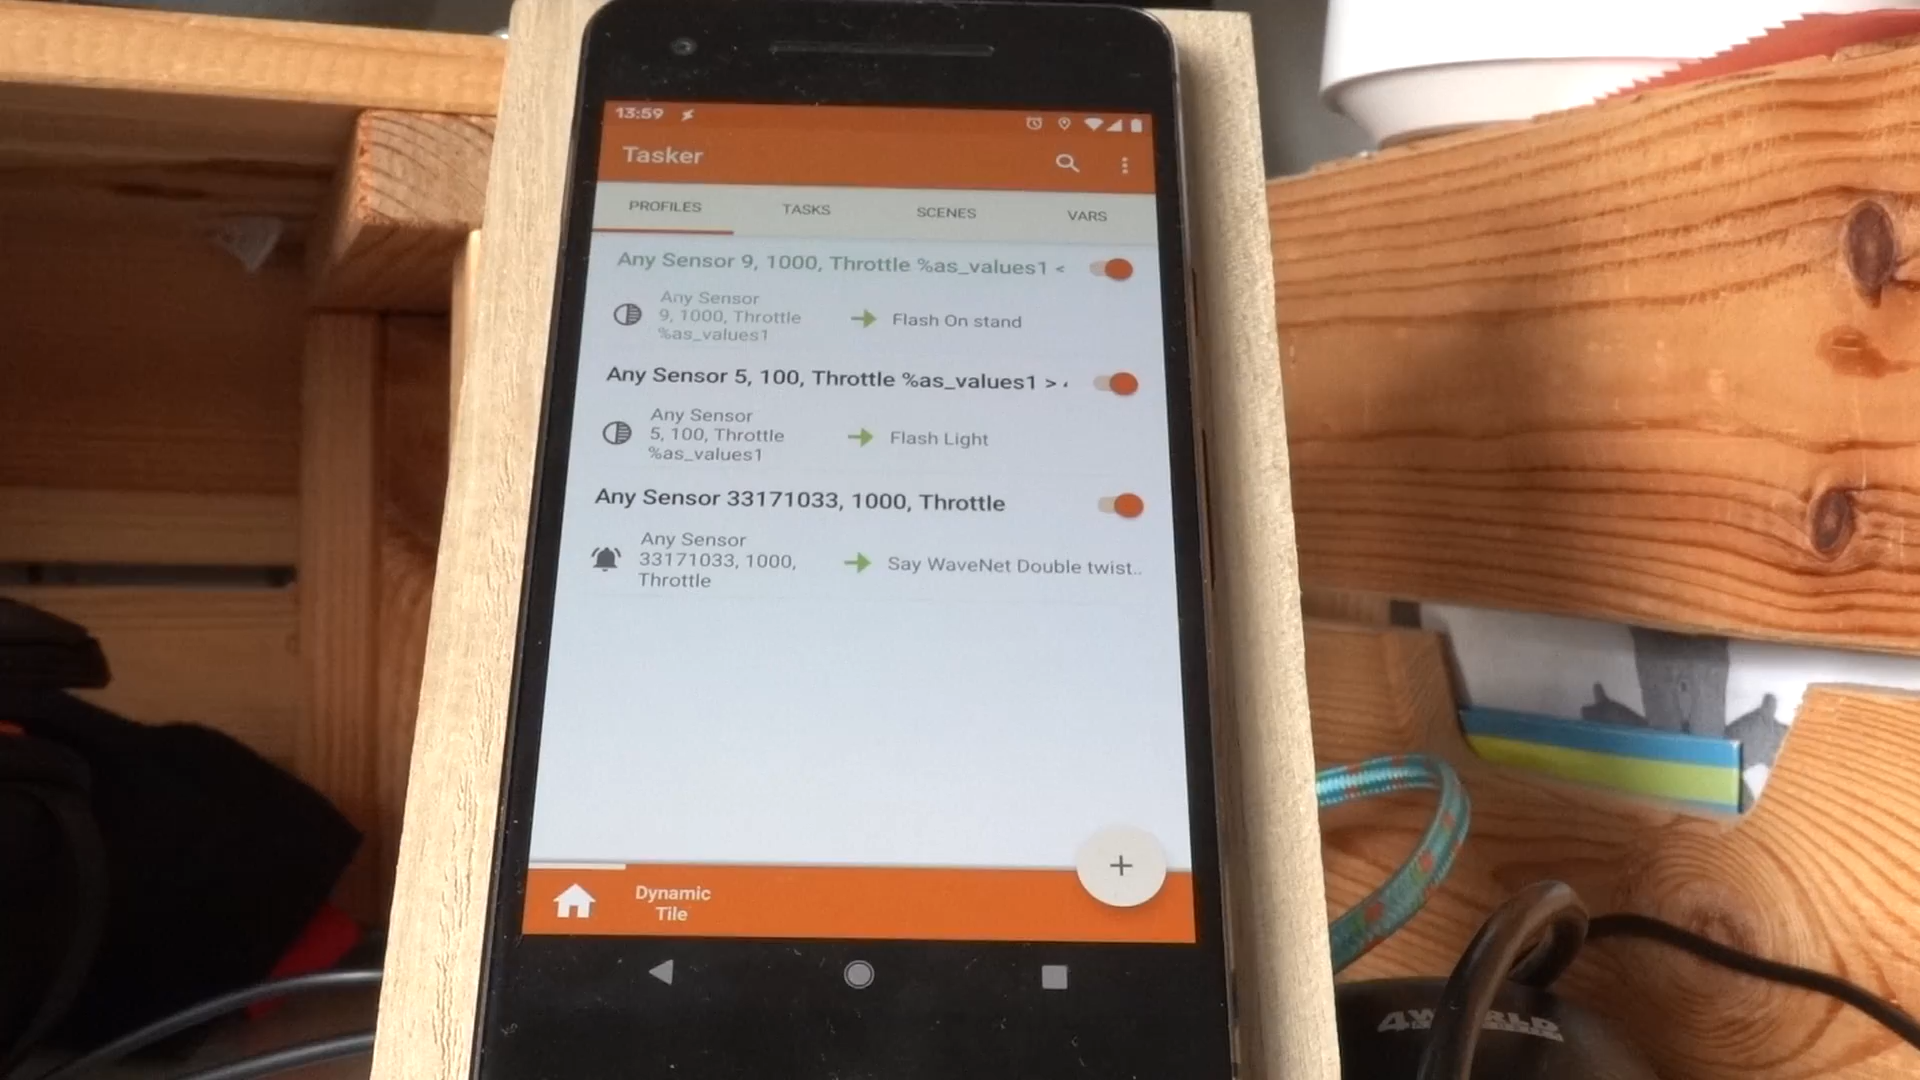 13:59
Tasker
PROFILES TASKS SCENES VARS
Any Sensor 9, 1000, Throttle %as_values1 <
Any Sensor
9, 1000, Throttle
%as_values1
Flash On stand
Any Sensor 5, 100, Throttle %as_values1 >
Any Sensor
5, 100, Throttle
%as_values1
Flash Light
Any Sensor 33171033, 1000, Throttle
Any Sensor
33171033, 1000,
Throttle
Say WaveNet Double twist..
+
Dynamic
Tile
4WORLD